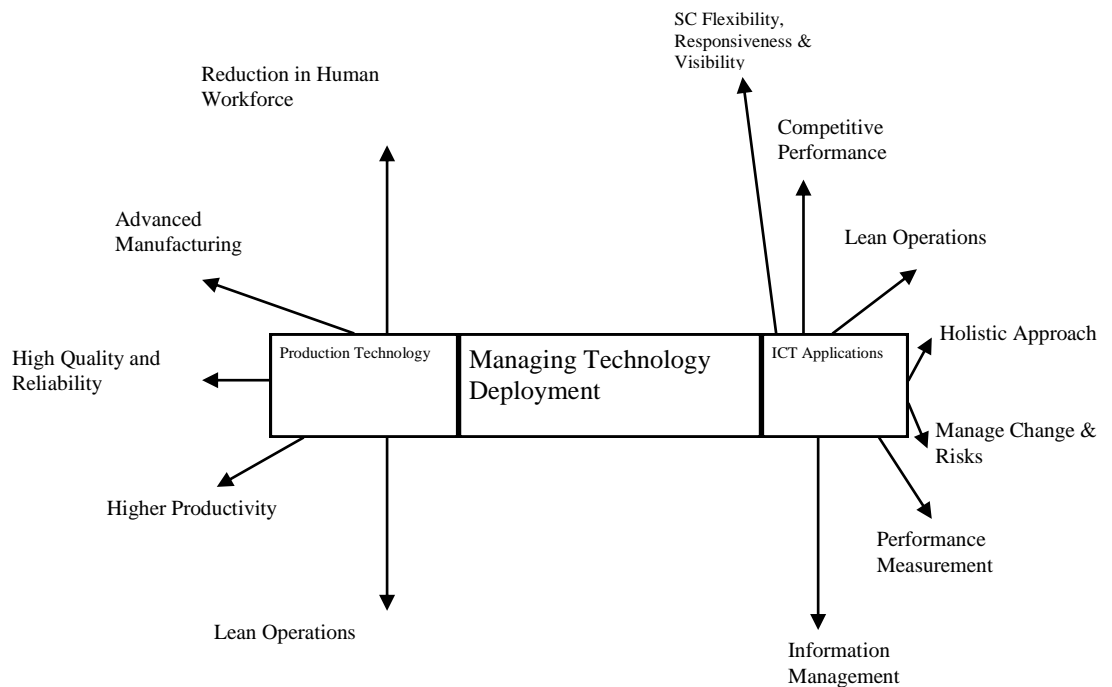 SC Flexibility,
Responsiveness &
Visibility
Reduction in Human
Workforce
Competitive
Performance
Advanced
Manufacturing
Lean Operations
Production Technology
Managing Technology
Deployment
ICT Applications
Holistic Approach
High Quality and
Reliability
Manage Change &
Risks
Higher Productivity
Performance
Measurement
Lean Operations
Information
Management